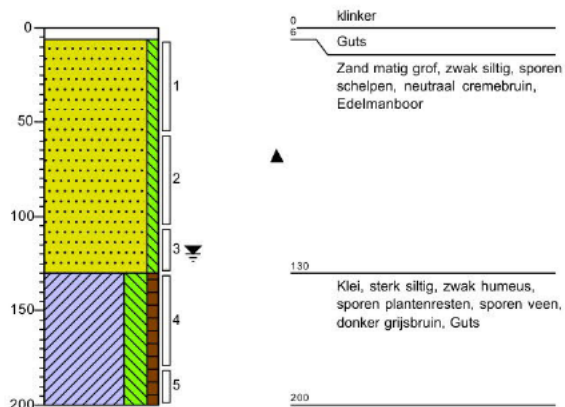 0
50
100
150
200
1
2
3
4
5
0
klinker
6
Guts
Zand matig grof, zwak siltig, sporen
schelpen, neutraal cremebruin,
Edelmanboor
130
Klei, sterk siltig, zwak humeus,
sporen plantenresten, sporen veen,
donker grijsbruin, Guts
200